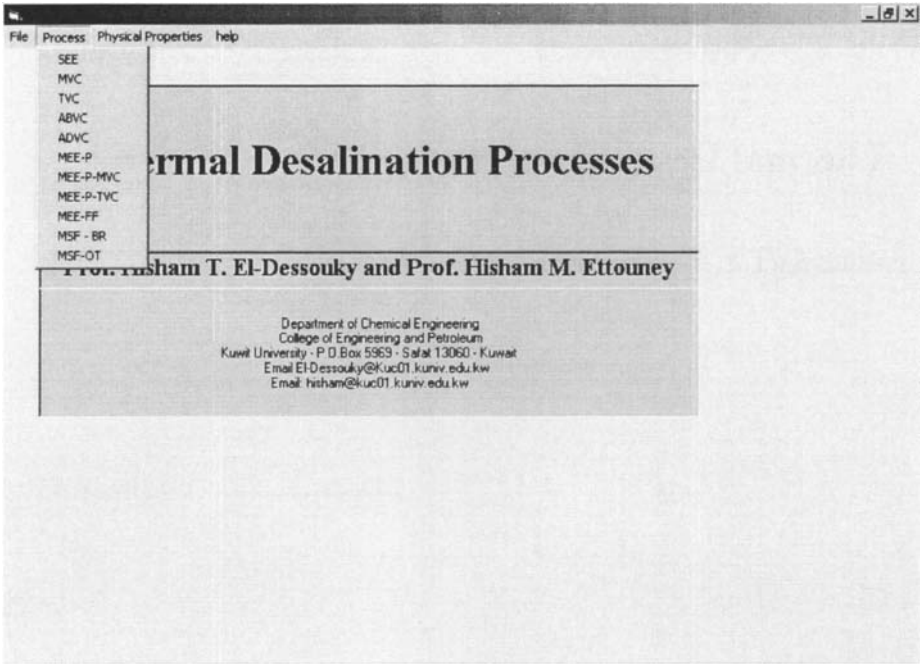 File Process Physical Properties help
SEE
MVC
TVC
ABVC
ADVC
MEE-P
MEE-P-MVC
MEE-P-TVC
MEE-FF
MSF - BR
MSF-OT
ermal Desalination Processes
Prof. Hisham T. El-Dessouky and Prof. Hisham M. Ettouney
Department of Chemical Engineering
College of Engineering and Petroleum
Kuwit University - P.O.Box 5969 - Safat 13060 - Kuwait
Email El-Dessouky@Kuc01.kuniv.edu.kw
Email: hisham@kuc01.kuniv.edu.kw